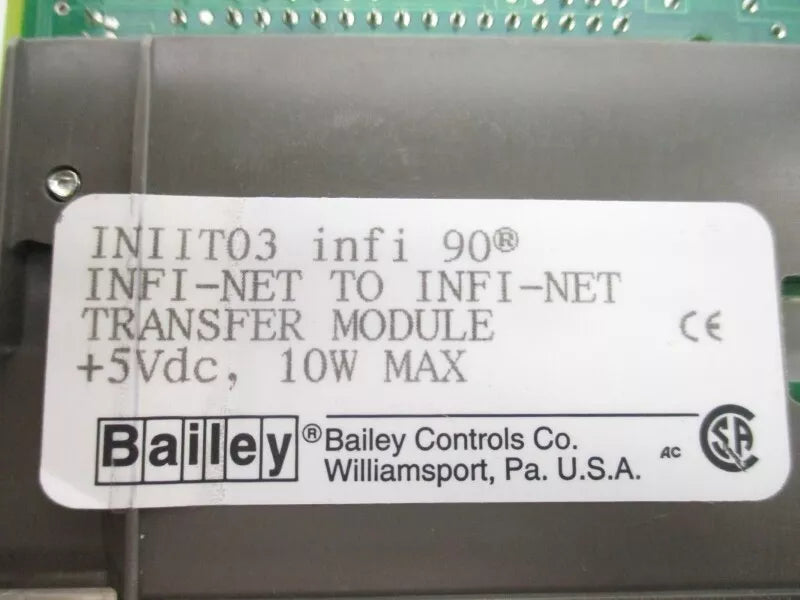 INIIT03 infi 90®
INFI-NET TO INFI-NET
TRANSFER MODULE
CE
+5Vdc, 10W MAX
Bailey®
Bailey Controls Co.
Williamsport, Pa. U.S.A.
AC
SA